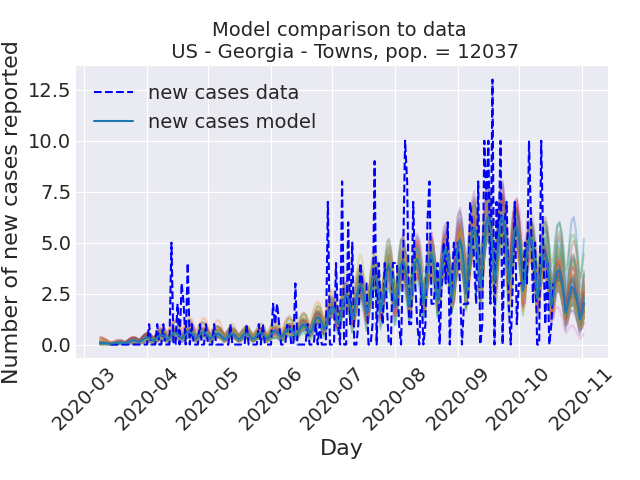 Model comparison to data
US - Georgia - Towns, pop. = 12037
Number of new cases reported
12.5
10.0
7.5
5.0
2.5
0.0
new cases data
new cases model
2020-03
2020-04
2020-05
2020-06
2020-07
2020-08
2020-09
2020-10
2020-11
Day